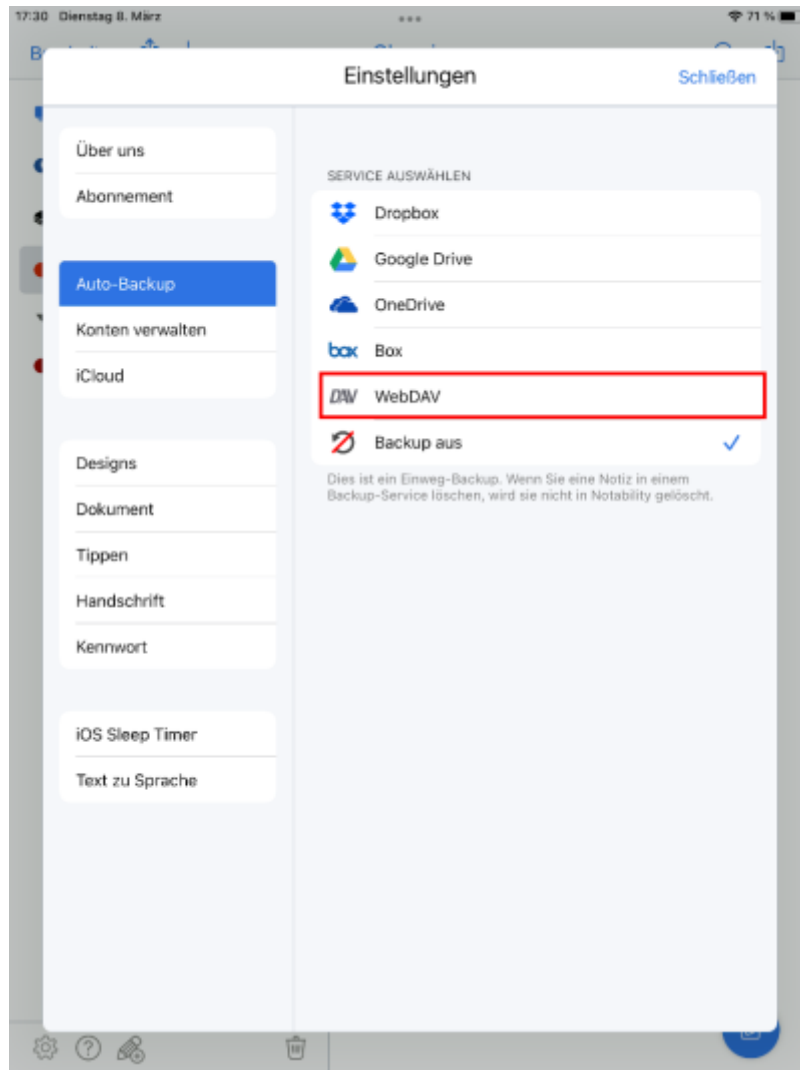 17:30 Dienstag 8. März
71 %
Einstellungen
Schließen
Über uns
Abonnement
Auto-Backup
Konten verwalten
iCloud
Designs
Dokument
Tippen
Handschrift
Kennwort
iOS Sleep Timer
Text zu Sprache
SERVICE AUSWÄHLEN
Dropbox
Google Drive
OneDrive
box Box
DAV WebDAV
Backup aus
Dies ist ein Einweg-Backup. Wenn Sie eine Notiz in einem
Backup-Service löschen, wird sie nicht in Notability gelöscht.